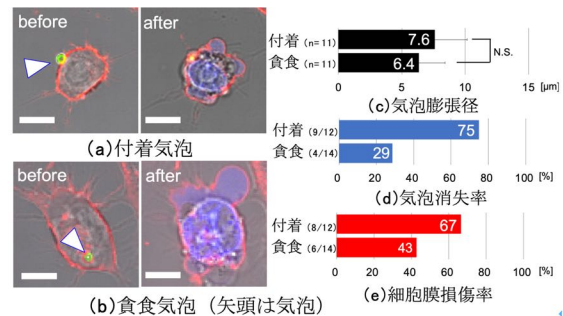 before
after
(a)付着気泡
before
after
(b)貪食気泡 (矢頭は気泡)
付着 (n=11) 7.6
貪食 (n=11) 6.4
N.S.
0 5 10 15 [μm]
(c)気泡膨張径
付着 (9/12) 75
貪食 (4/14) 29
0 20 40 60 80 100 [%]
(d)気泡消失率
付着 (8/12) 67
貪食 (6/14) 43
0 20 40 60 80 100 [%]
(e)細胞膜損傷率